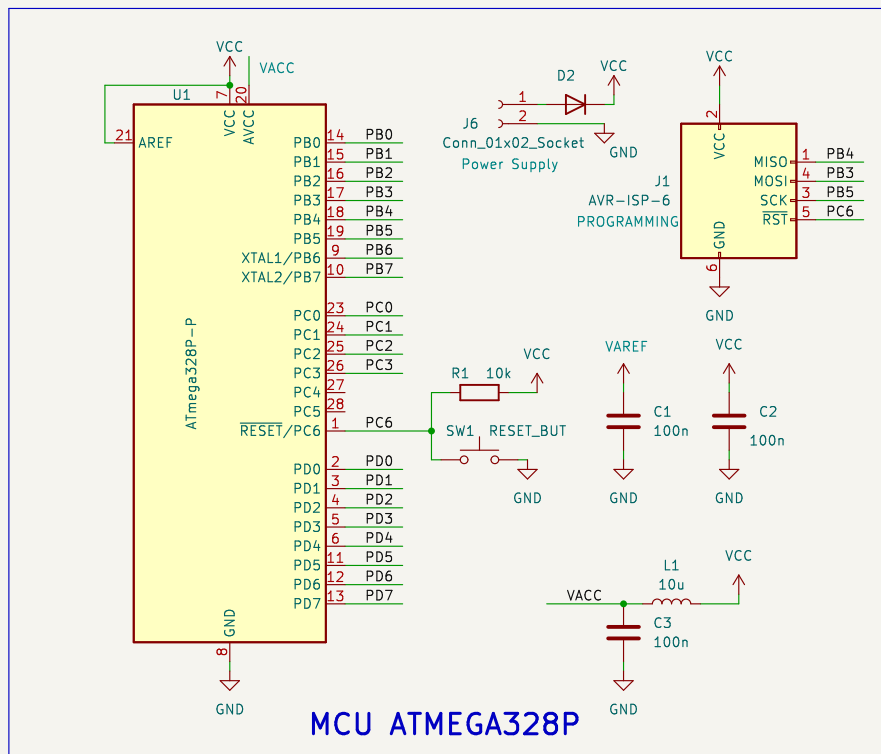 VCC
VACC
U1
7
20
VCC
AVCC
21
AREF
PB0 14 PB0
PB1 15 PB1
PB2 16 PB2
PB3 17 PB3
PB4 18 PB4
PB5 19 PB5
XTAL1/PB6 9 PB6
XTAL2/PB7 10 PB7
PC0 23 PC0
PC1 24 PC1
PC2 25 PC2
PC3 26 PC3
PC4 27
PC5 28
RESET/PC6 1 PC6
PD0 2 PD0
PD1 3 PD1
PD2 4 PD2
PD3 5 PD3
PD4 6 PD4
PD5 11 PD5
PD6 12 PD6
PD7 13 PD7
ATmega328P-P
GND
8
GND
D2
VCC
1
2
J6
Conn_01x02_Socket
Power Supply
GND
VCC
2
VCC
MISO 1 PB4
MOSI 4 PB3
SCK 3 PB5
RST 5 PC6
J1
AVR-ISP-6
PROGRAMMING
GND
6
GND
R1 10k
VCC
SW1 RESET_BUT
GND
VAREF
C1
100n
GND
VCC
C2
100n
GND
VACC
L1
10u
VCC
C3
100n
GND
MCU ATMEGA328P